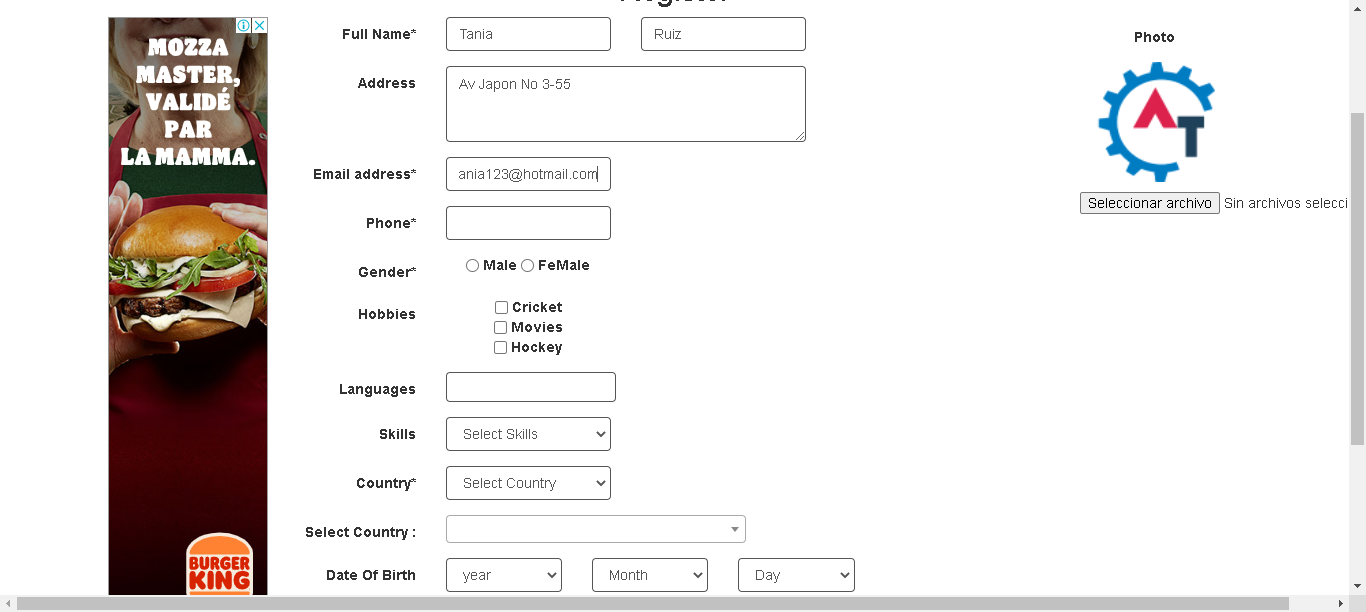 MOZZA
MASTER,
VALIDÉ
PAR
LA MAMMA.
BURGER
KING
Full Name* Tania Ruiz
Address Av Japon No 3-55
Email address* ania123@hotmail.com
Phone*
Gender* Male FeMale
Hobbies Cricket
Movies
Hockey
Languages
Skills Select Skills
Country* Select Country
Select Country :
Date Of Birth year Month Day
Photo
AT
Seleccionar archivo Sin archivos selecci